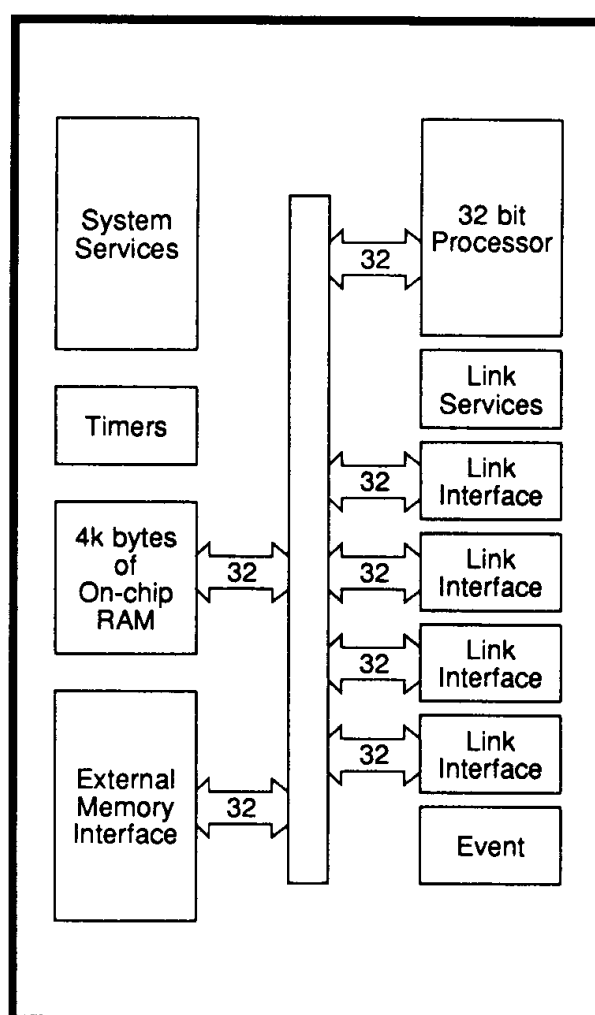 System
Services
Timers
4k bytes
of
On-chip
RAM
32
External
Memory
Interface
32
32 bit
Processor
32
Link
Services
Link
Interface
32
Link
Interface
32
Link
Interface
32
Link
Interface
32
Event